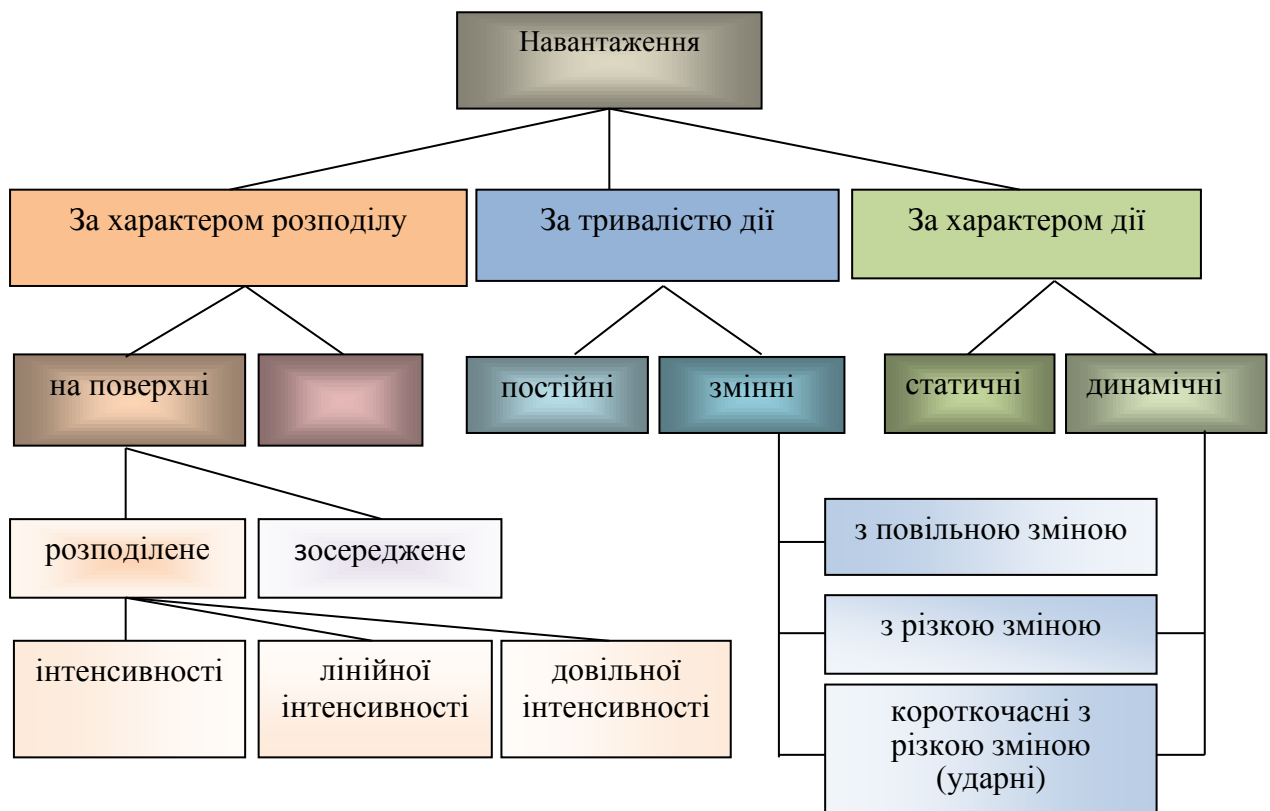 Навантаження
За характером розподілу
За тривалістю дії
За характером дії
на поверхні
постійні
змінні
статичні
динамічні
розподілене
зосереджене
з повільною зміною
з різкою зміною
інтенсивності
лінійної
інтенсивності
довільної
інтенсивності
короткочасні з
різкою зміною
(ударні)